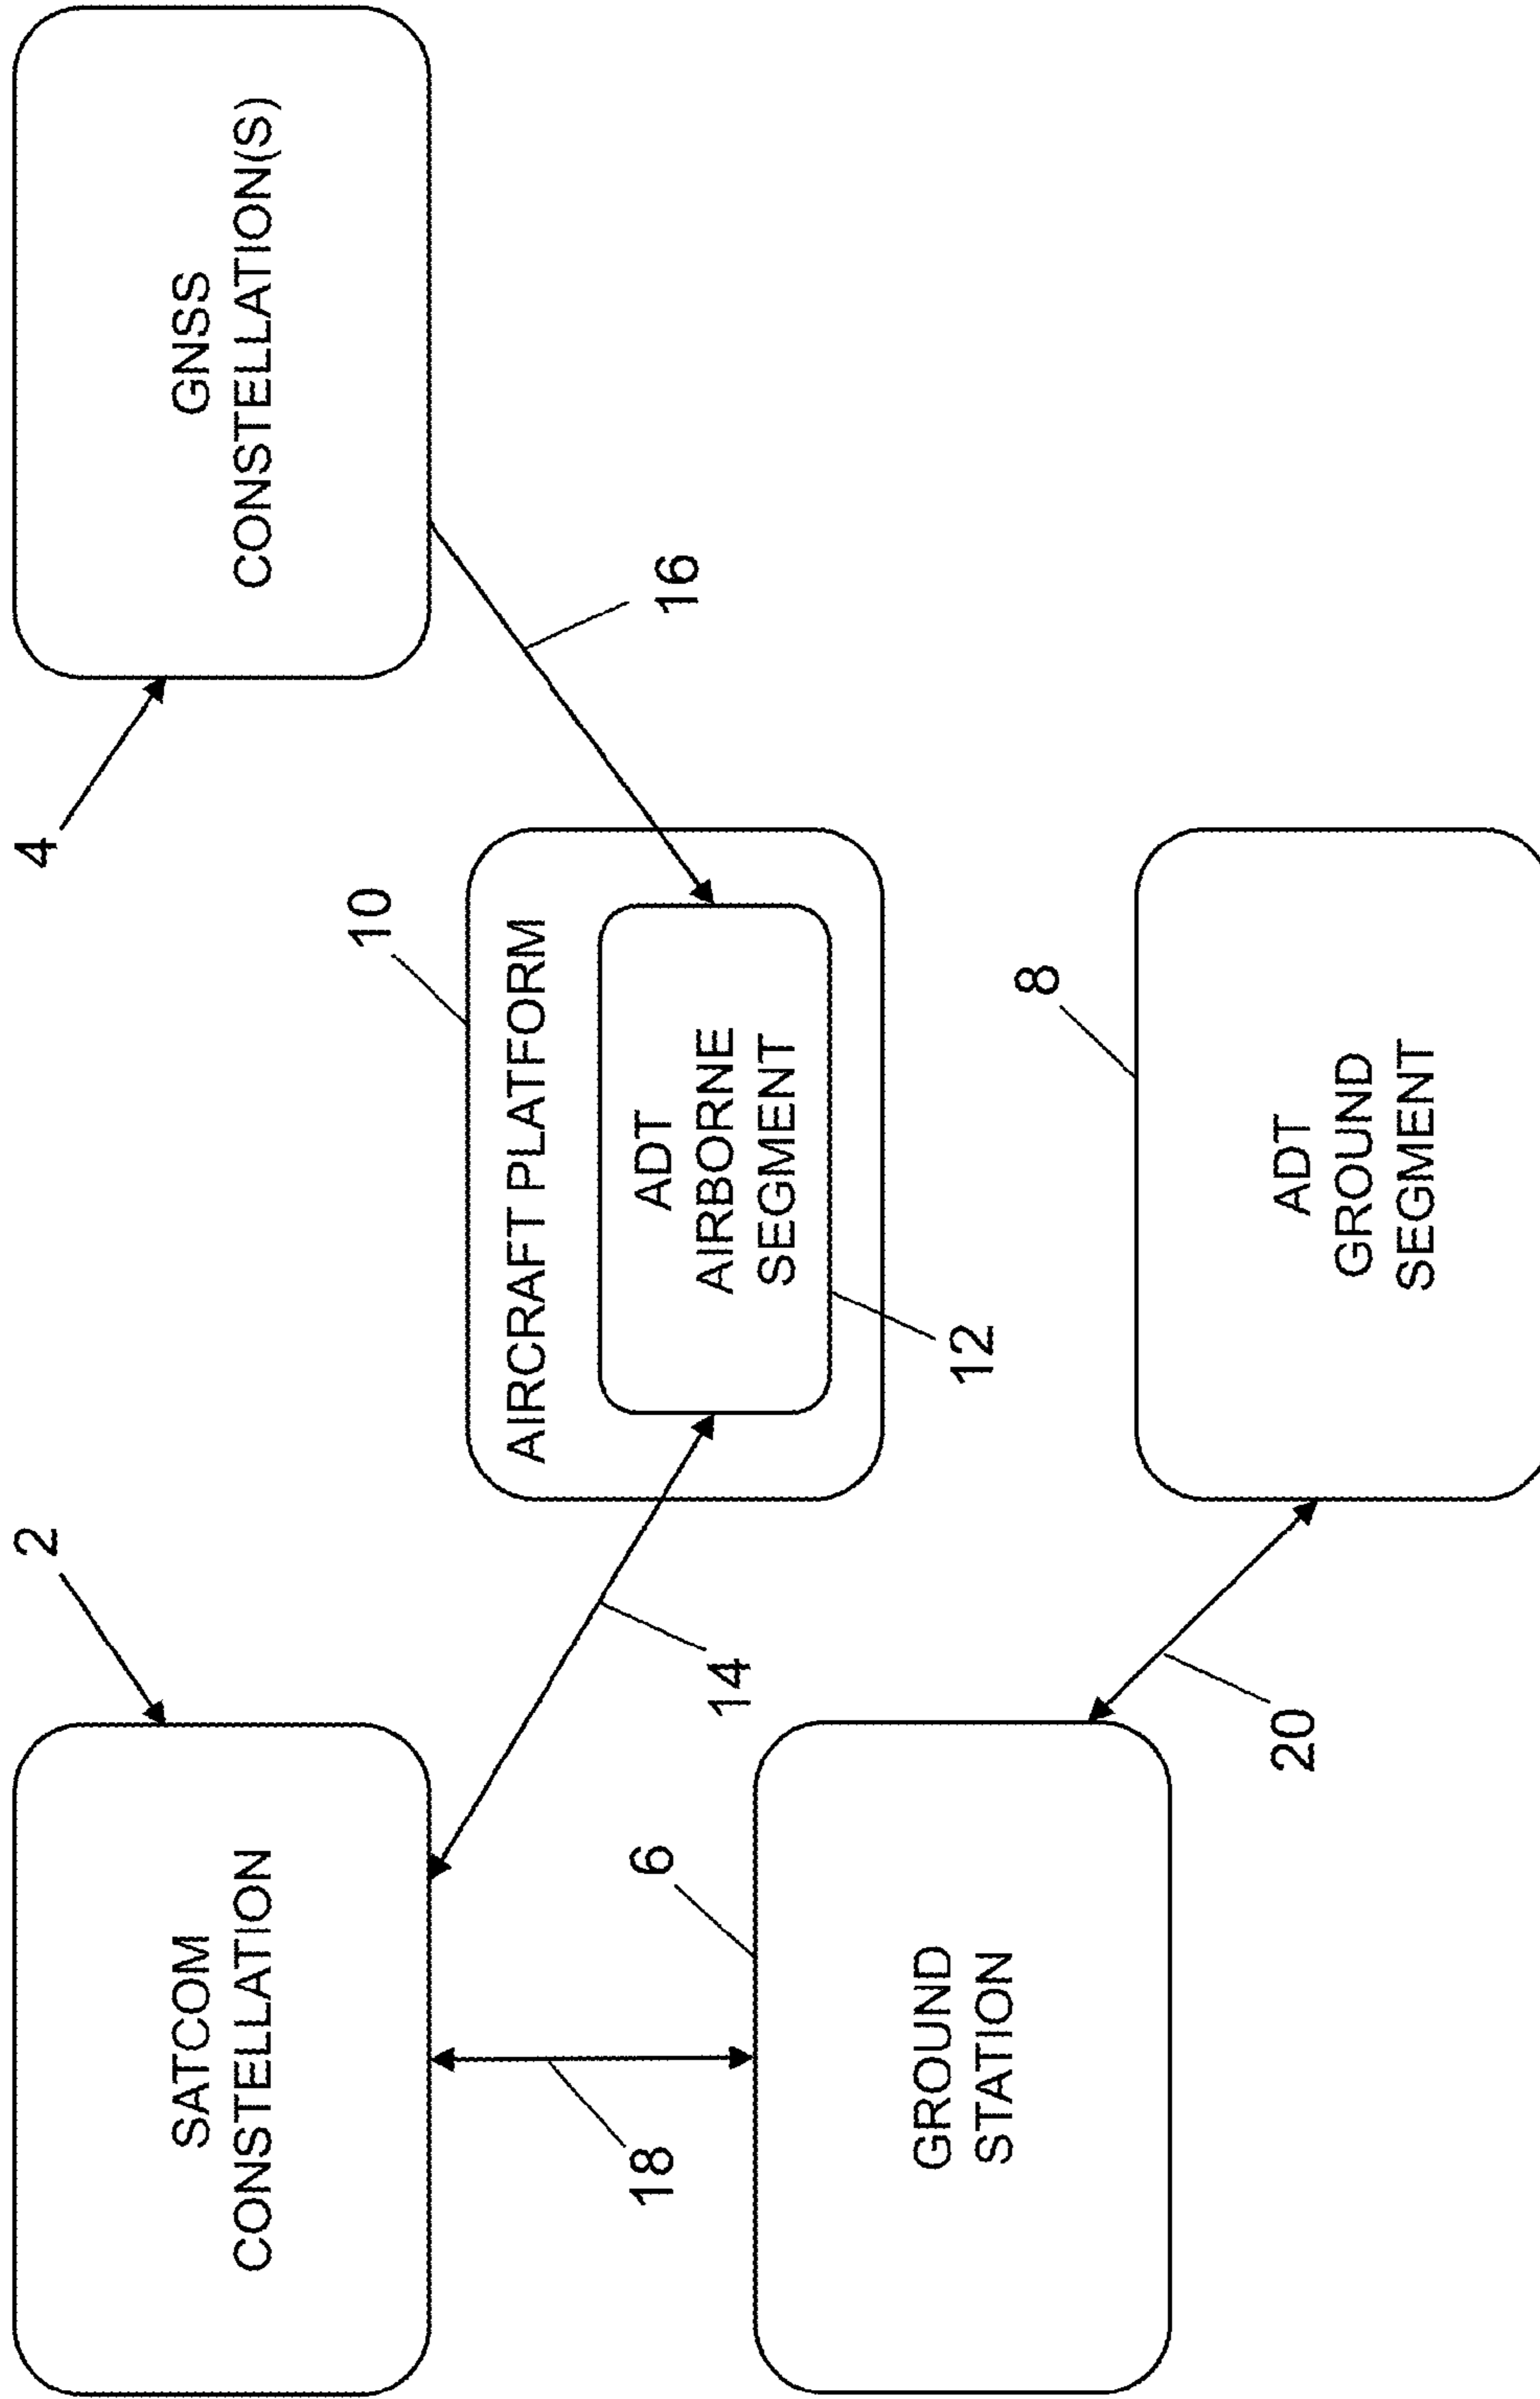 2
4
SATCOM
CONSTELLATION
GNSS
CONSTELLATION(S)
10
AIRCRAFT PLATFORM
16
14
ADT
AIRBORNE
SEGMENT
18
6
12
GROUND
STATION
8
20
ADT
GROUND
SEGMENT